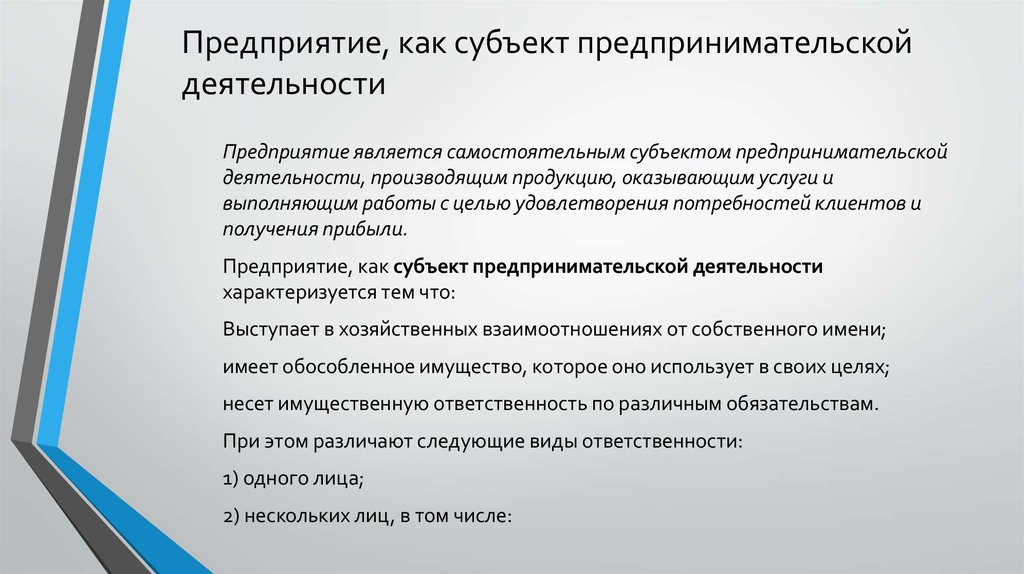 Предприятие, как субъект предпринимательской
деятельности
Предприятие является самостоятельным субъектом предпринимательской
деятельности, производящим продукцию, оказывающим услуги и
выполняющим работы с целью удовлетворения потребностей клиентов и
получения прибыли.
Предприятие, как субъект предпринимательской деятельности
характеризуется тем что:
Выступает в хозяйственных взаимоотношениях от собственного имени;
имеет обособленное имущество, которое оно использует в своих целях;
несет имущественную ответственность по различным обязательствам.
При этом различают следующие виды ответственности:
1) одного лица;
2) нескольких лиц, в том числе: